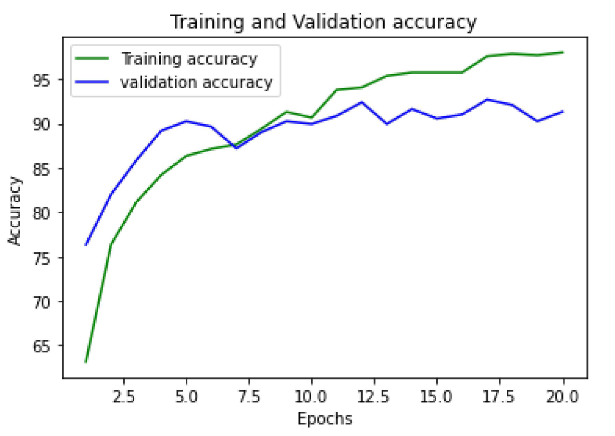 Training and Validation accuracy
Training accuracy
validation accuracy
95
90
85
80
75
70
65
Accuracy
2.5 5.0 7.5 10.0 12.5 15.0 17.5 20.0
Epochs